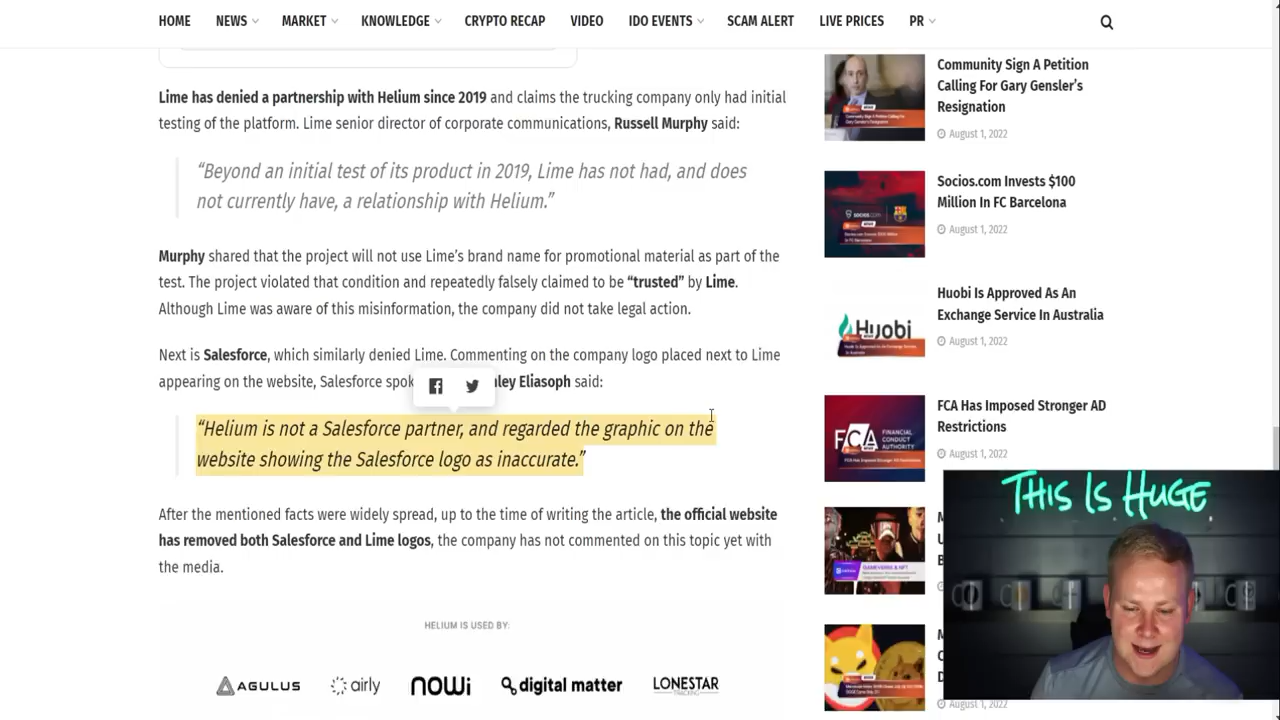 HOME NEWS MARKET KNOWLEDGE CRYPTO RECAP VIDEO IDO EVENTS SCAM ALERT LIVE PRICES PR
Lime has denied a partnership with Helium since 2019 and claims the trucking company only had initial
testing of the platform. Lime senior director of corporate communications, Russell Murphy said:
“Beyond an initial test of its product in 2019, Lime has not had, and does
not currently have, a relationship with Helium.”
Murphy shared that the project will not use Lime’s brand name for promotional material as part of the
test. The project violated that condition and repeatedly falsely claimed to be “trusted” by Lime.
Although Lime was aware of this misinformation, the company did not take legal action.
Next is Salesforce, which similarly denied Lime. Commenting on the company logo placed next to Lime
appearing on the website, Salesforce Eliasoph said:
“Helium is not a Salesforce partner, and regarded the graphic on the
website showing the Salesforce logo as inaccurate.”
After the mentioned facts were widely spread, up to the time of writing the article, the official website
has removed both Salesforce and Lime logos, the company has not commented on this topic yet with
the media.
HELIUM IS USED BY:
AGULUS airly nowi digital matter LONESTAR
TRACKING
Community Sign A Petition
Calling For Gary Gensler’s
Resignation
August 1, 2022
Socios.com Invests $100
Million In FC Barcelona
August 1, 2022
socios.com
Huobi Is Approved As An
Exchange Service In Australia
August 1, 2022
Huobi
FCA Has Imposed Stronger AD
Restrictions
August 1, 2022
FCA FINANCIAL
CONDUCT
AUTHORITY
August 1, 2022
THIS IS HUGE